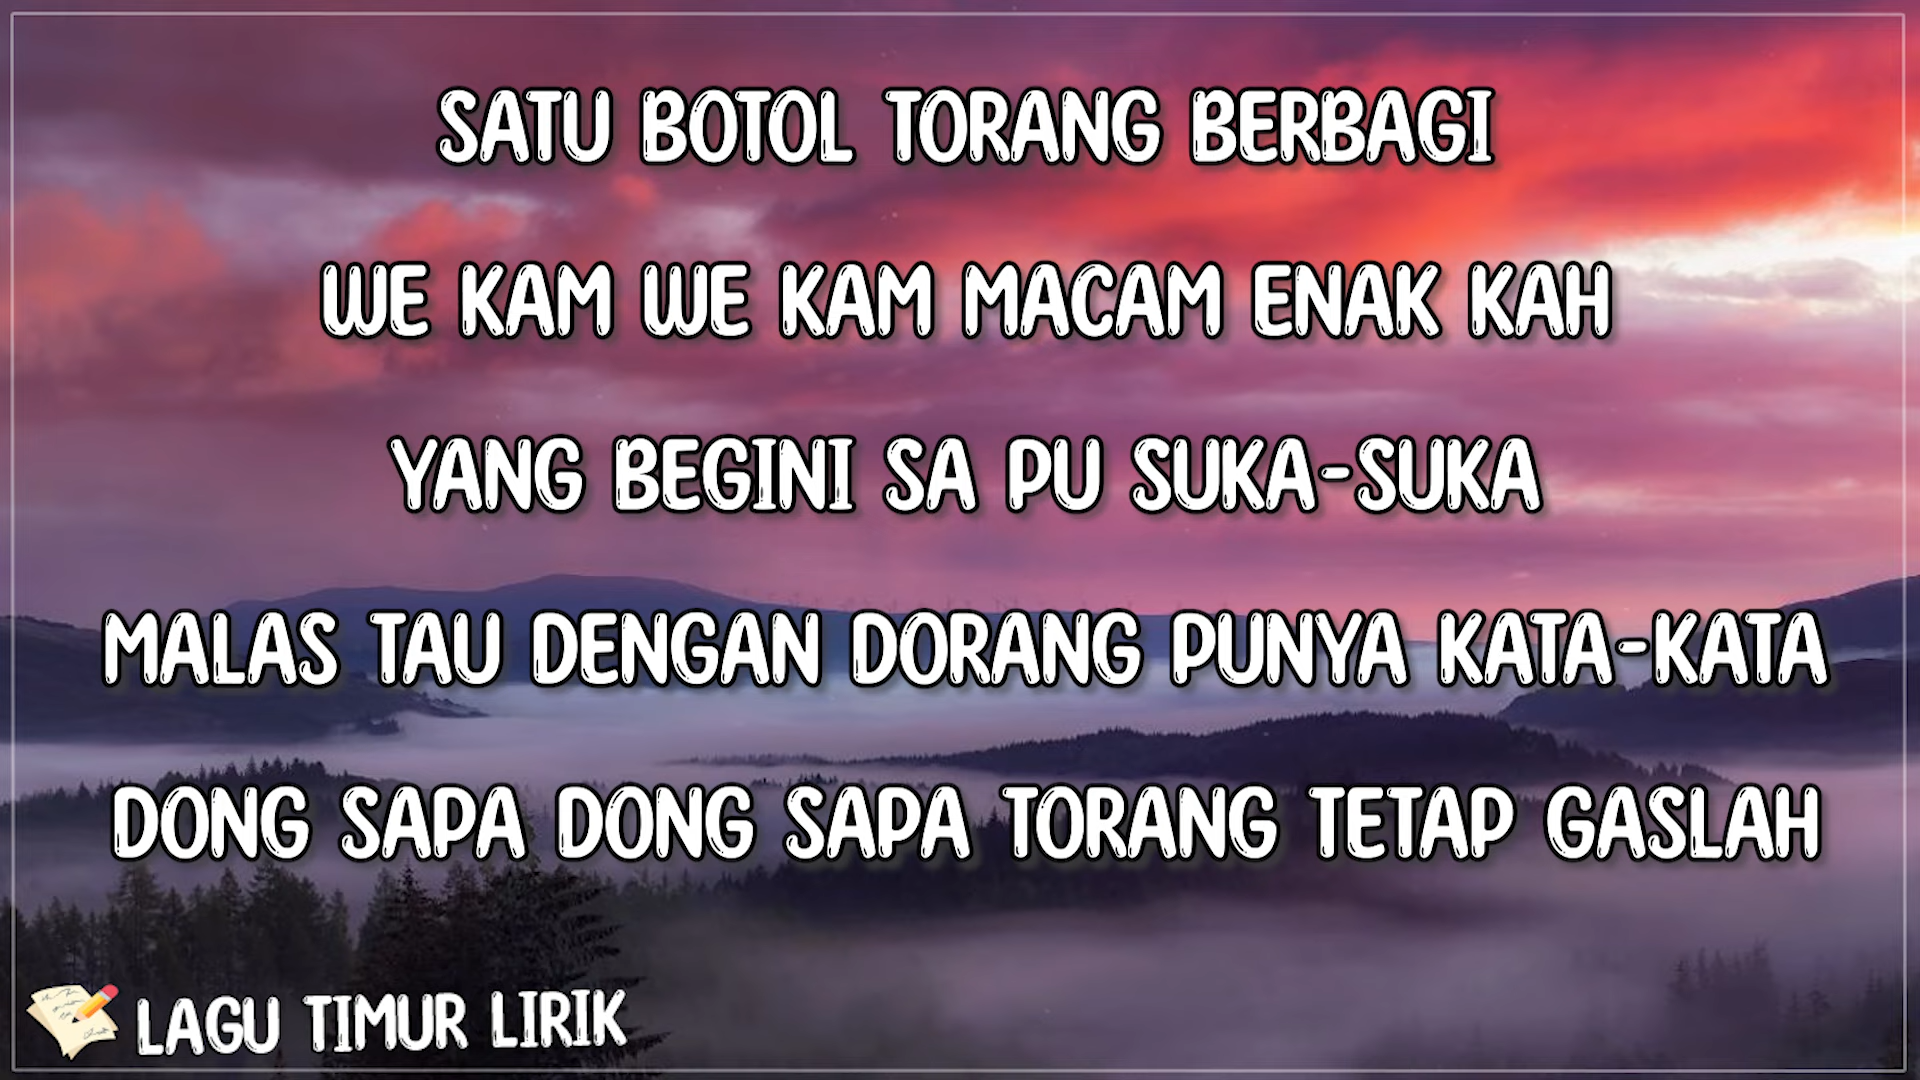 SATU BOTOL TORANG BERBAGI
WE KAM WE KAM MACAM ENAK KAH
YANG BEGINI SA PU SUKA-SUKA
MALAS TAU DENGAN DORANG PUNYA KATA-KATA
DONG SAPA DONG SAPA TORANG TETAP GASLAH
LAGU TIMUR LIRIK